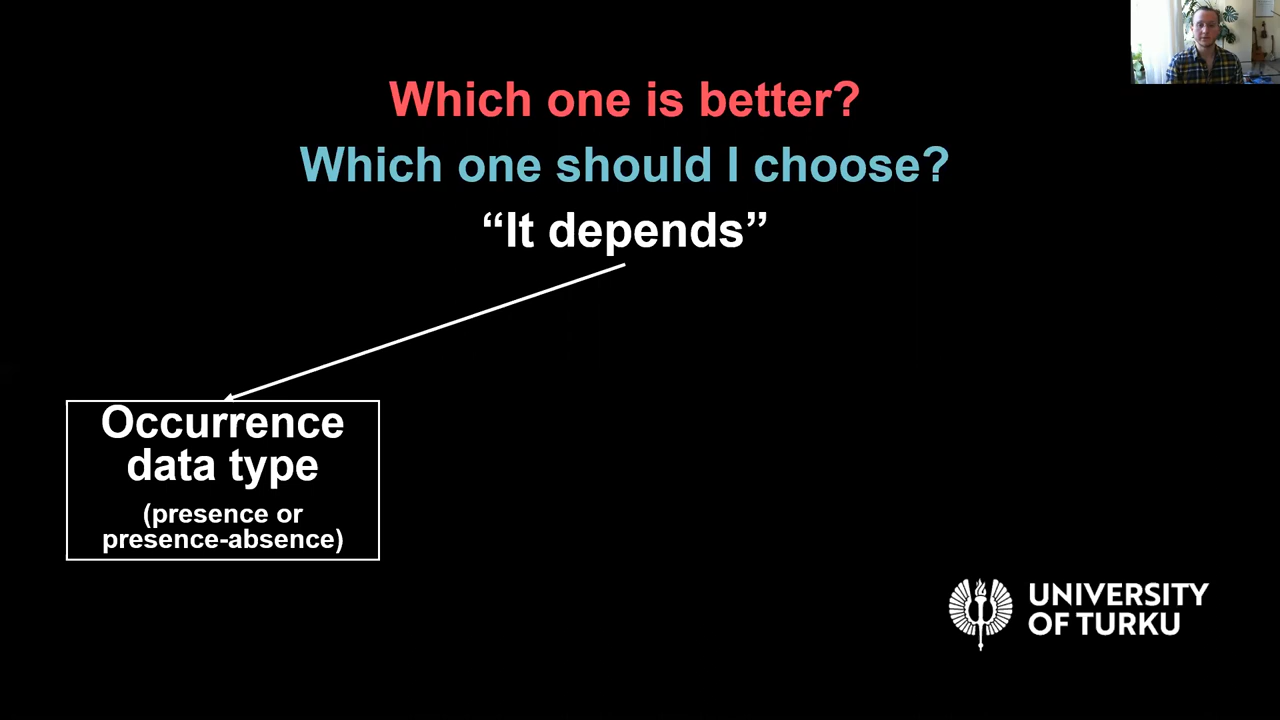 Which one is better?
Which one should I choose?
“It depends”
Occurrence
data type
(presence or
presence-absence)
UNIVERSITY
OF TURKU